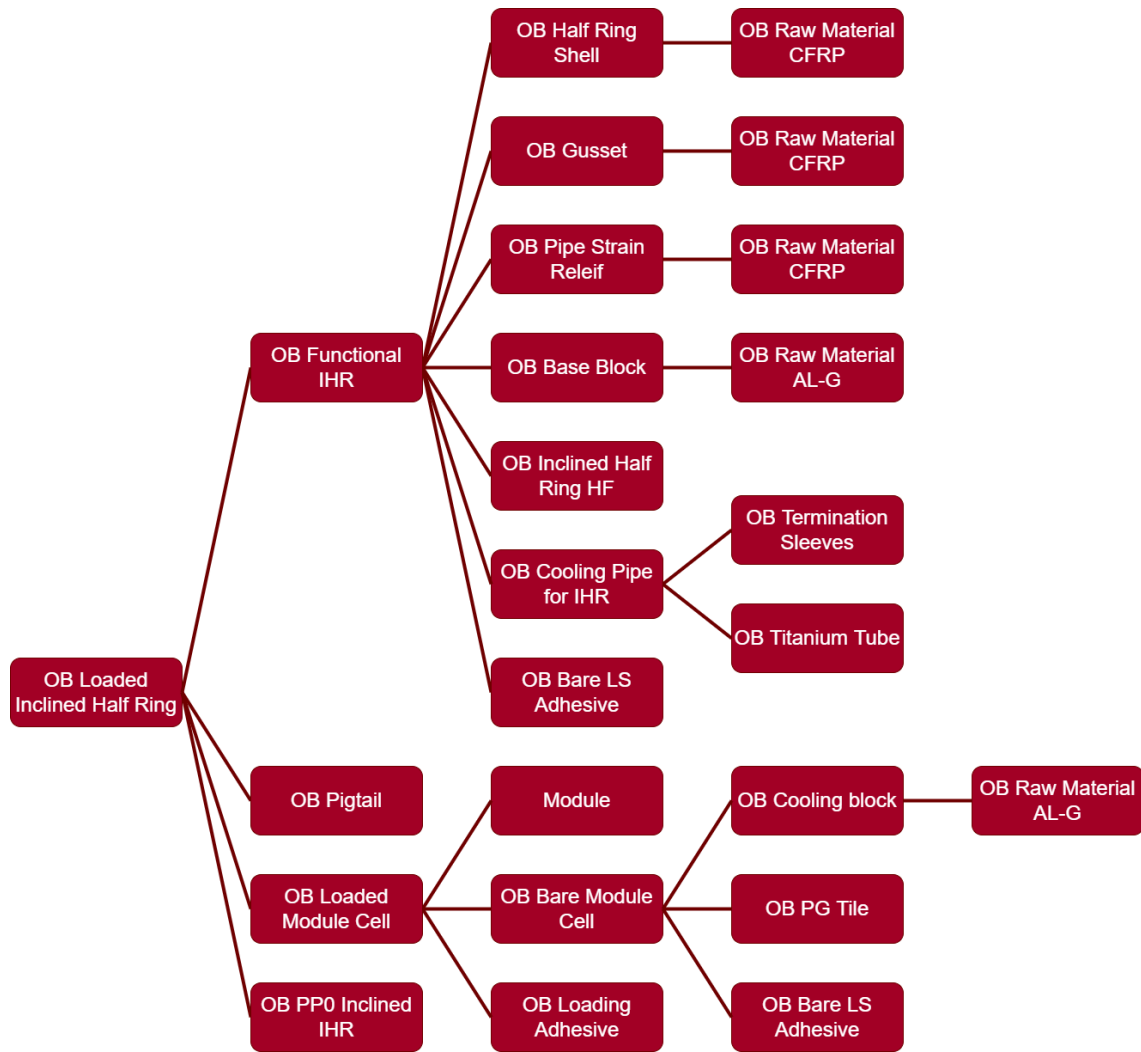 OB Half Ring
Shell
OB Raw Material
CFRP
OB Gusset
OB Raw Material
CFRP
OB Pipe Strain
Releif
OB Raw Material
CFRP
OB Functional
IHR
OB Base Block
OB Raw Material
AL-G
OB Inclined Half
Ring HF
OB Termination
Sleeves
OB Cooling Pipe
for IHR
OB Titanium Tube
OB Loaded
Inclined Half Ring
OB Bare LS
Adhesive
OB Pigtail
Module
OB Cooling block
OB Raw Material
AL-G
OB Loaded
Module Cell
OB Bare Module
Cell
OB PG Tile
OB PP0 Inclined
IHR
OB Loading
Adhesive
OB Bare LS
Adhesive